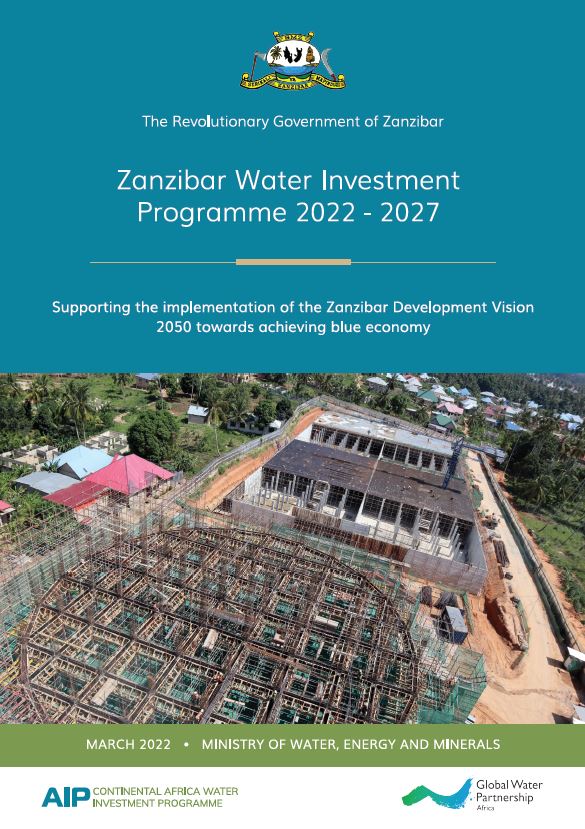 The Revolutionary Government of Zanzibar
Zanzibar Water Investment
Programme 2022 - 2027
Supporting the implementation of the Zanzibar Development Vision
2050 towards achieving blue economy
MARCH 2022 • MINISTRY OF WATER, ENERGY AND MINERALS
AIP CONTINENTAL AFRICA WATER
INVESTMENT PROGRAMME
Global Water
Partnership
Africa